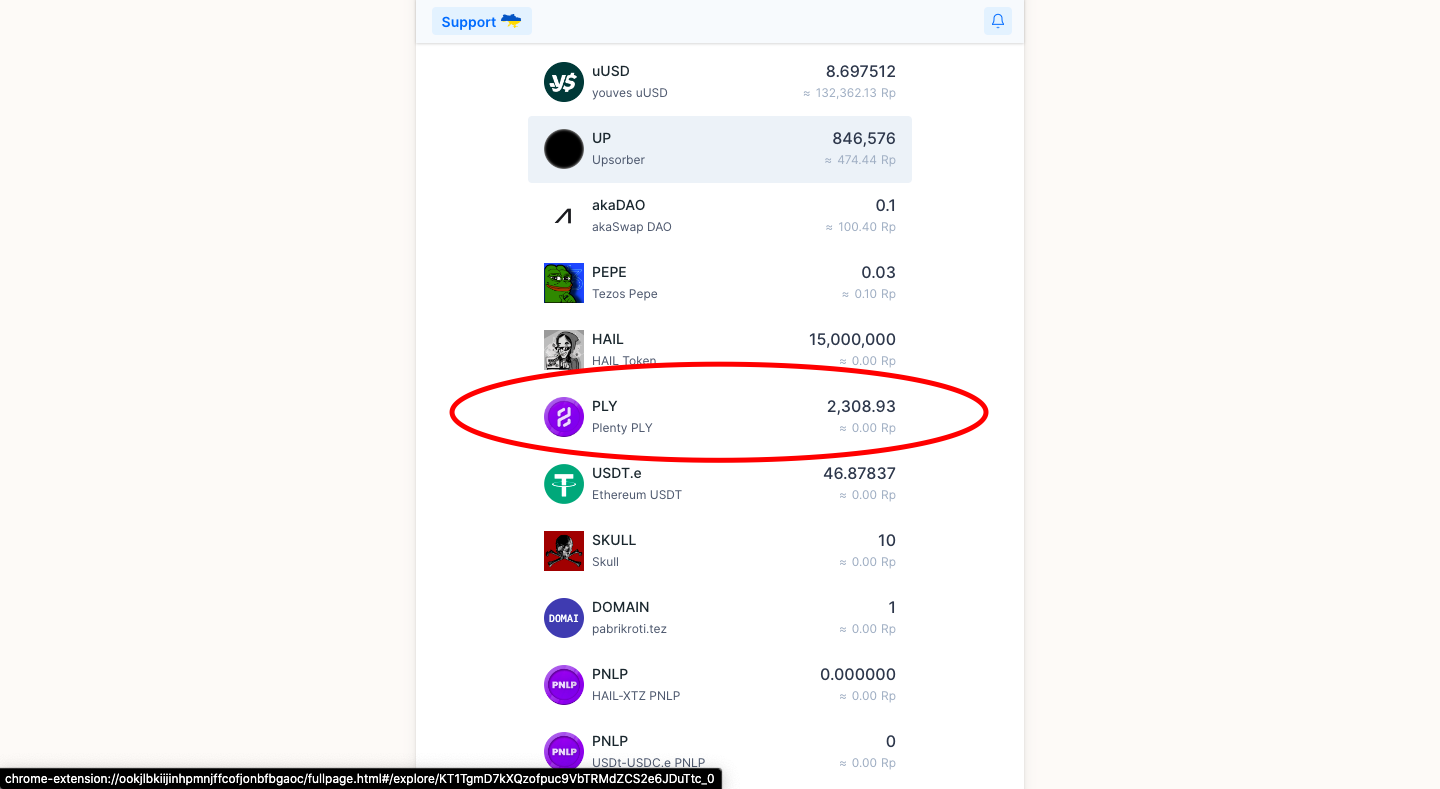 Support
uUSD 8.697512
youves uUSD ≈ 132,362.13 Rp
UP 846,576
Upsorber ≈ 474.44 Rp
akaDAO 0.1
akaSwap DAO ≈ 100.40 Rp
PEPE 0.03
Tezos Pepe ≈ 0.10 Rp
HAIL 15,000,000
HAIL Token ≈ 0.00 Rp
PLY 2,308.93
Plenty PLY ≈ 0.00 Rp
USDT.e 46.87837
Ethereum USDT ≈ 0.00 Rp
SKULL 10
Skull ≈ 0.00 Rp
DOMAIN 1
DOMAI
pabrikroti.tez ≈ 0.00 Rp
PNLP 0.000000
PNLP
HAIL-XTZ PNLP ≈ 0.00 Rp
PNLP 0
PNLP
USDt-USDC.e PNLP ≈ 0.00 Rp
chrome-extension://ookjlbkiijinhpmnjffcofjonbfbgaoc/fullpage.html#/explore/KT1TgmD7kXQzofpuc9VbTRMdZCS2e6JDuTtc_0